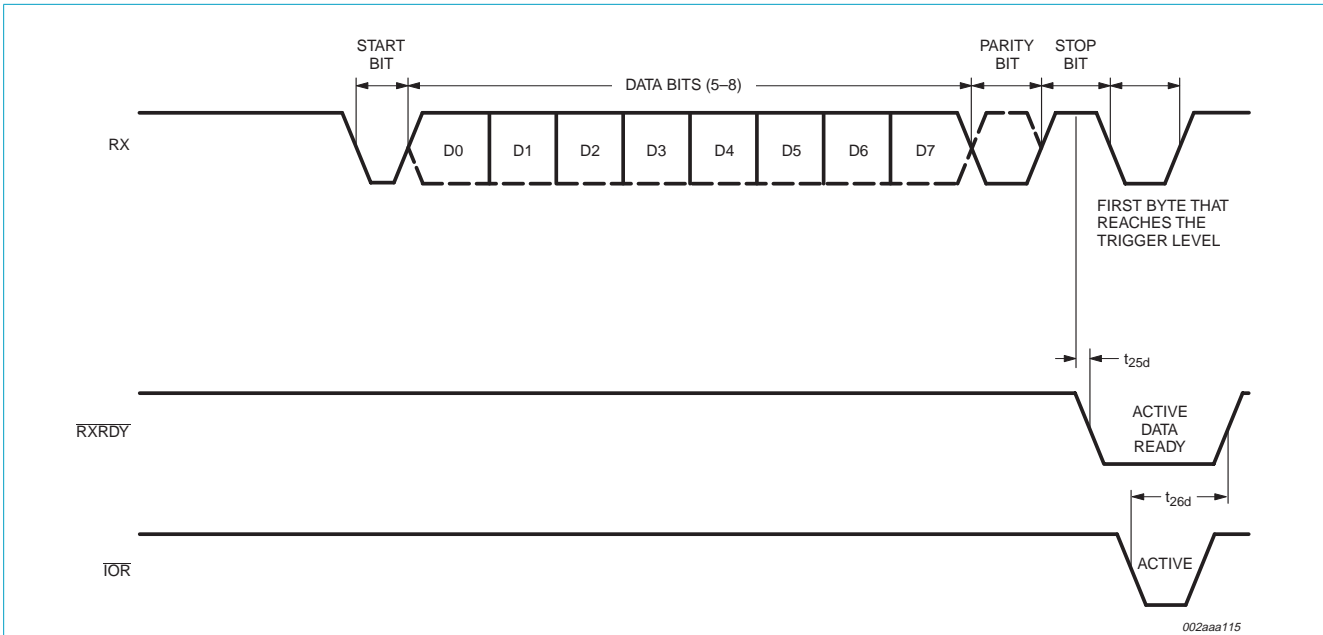 START
BIT
DATA BITS (5–8)
PARITY
BIT
STOP
BIT
RX
D0
D1
D2
D3
D4
D5
D6
D7
FIRST BYTE THAT
REACHES THE
TRIGGER LEVEL
t25d
RXRDY
ACTIVE
DATA
READY
t26d
IOR
ACTIVE
002aaa115